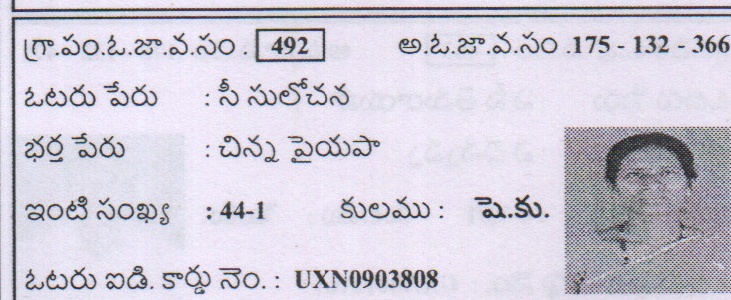 గ్రా.పం.ఓ.జా.వ.సం. 492 అ.ఓ.జా.వ.సం .175 - 132 - 366
ఓటరు పేరు : సీ సులోచన
భర్త పేరు : చిన్న పైయపా
ఇంటి సంఖ్య : 44-1 కులము : షె.కు.
ఓటరు ఐడి. కార్డు నెం. : UXN0903808